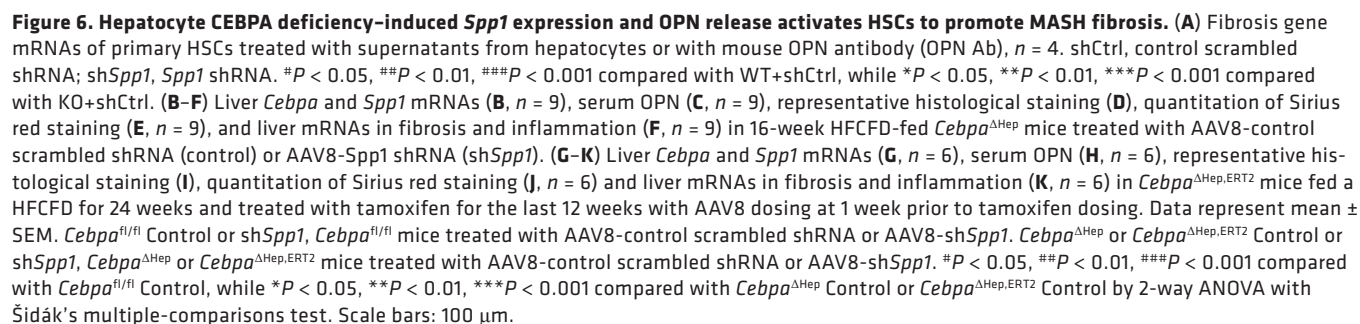 Figure 6. Hepatocyte CEBPA deficiency–induced Spp1 expression and OPN release activates HSCs to promote MASH fibrosis. (A) Fibrosis gene
mRNAs of primary HSCs treated with supernatants from hepatocytes or with mouse OPN antibody (OPN Ab), n = 4. shCtrl, control scrambled
shRNA; shSpp1, Spp1 shRNA. #P < 0.05, ##P < 0.01, ###P < 0.001 compared with WT+shCtrl, while *P < 0.05, **P < 0.01, ***P < 0.001 compared
with KO+shCtrl. (B–F) Liver Cebpa and Spp1 mRNAs (B, n = 9), serum OPN (C, n = 9), representative histological staining (D), quantitation of Sirius
red staining (E, n = 9), and liver mRNAs in fibrosis and inflammation (F, n = 9) in 16-week HFCFD-fed CebpaΔHep mice treated with AAV8-control
scrambled shRNA (control) or AAV8-Spp1 shRNA (shSpp1). (G–K) Liver Cebpa and Spp1 mRNAs (G, n = 6), serum OPN (H, n = 6), representative his-
tological staining (I), quantitation of Sirius red staining (J, n = 6) and liver mRNAs in fibrosis and inflammation (K, n = 6) in CebpaΔHep,ERT2 mice fed a
HFCFD for 24 weeks and treated with tamoxifen for the last 12 weeks with AAV8 dosing at 1 week prior to tamoxifen dosing. Data represent mean ±
SEM. Cebpafl/fl Control or shSpp1, Cebpafl/fl mice treated with AAV8-control scrambled shRNA or AAV8-shSpp1. CebpaΔHep or CebpaΔHep,ERT2 Control or
shSpp1, CebpaΔHep or CebpaΔHep,ERT2 mice treated with AAV8-control scrambled shRNA or AAV8-shSpp1. #P < 0.05, ##P < 0.01, ###P < 0.001 compared
with Cebpafl/fl Control, while *P < 0.05, **P < 0.01, ***P < 0.001 compared with CebpaΔHep Control or CebpaΔHep,ERT2 Control by 2-way ANOVA with
Šidák's multiple-comparisons test. Scale bars: 100 μm.